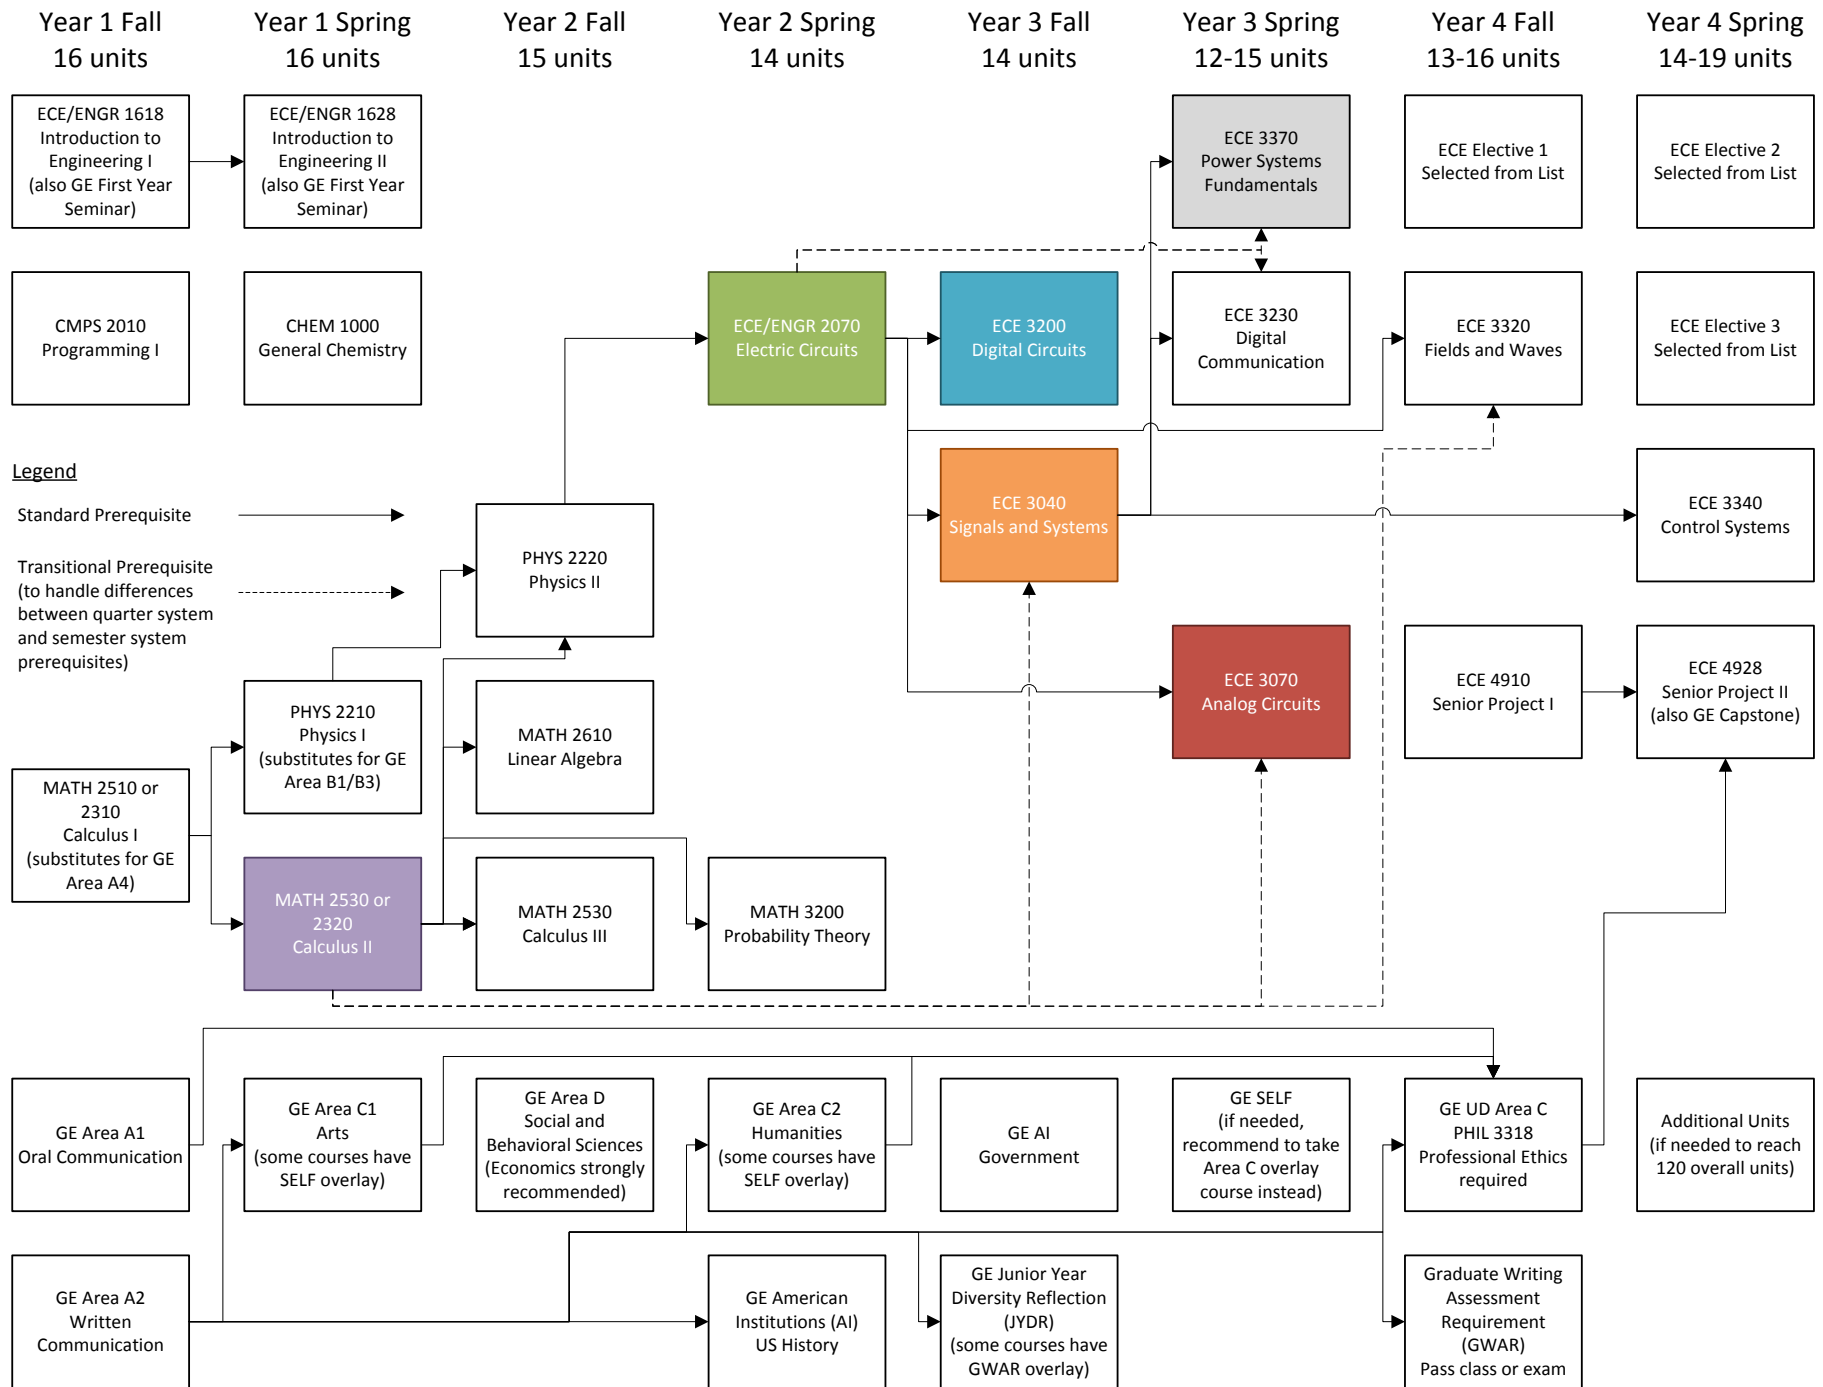 Year 1 Fall
16 units
Year 1 Spring
16 units
Year 2 Fall
15 units
Year 2 Spring
14 units
Year 3 Fall
14 units
Year 3 Spring
12-15 units
Year 4 Fall
13-16 units
Year 4 Spring
14-19 units
ECE/ENGR 1618
Introduction to
Engineering I
(also GE First Year
Seminar)
ECE/ENGR 1628
Introduction to
Engineering II
(also GE First Year
Seminar)
ECE 3370
Power Systems
Fundamentals
ECE Elective 1
Selected from List
ECE Elective 2
Selected from List
CMPS 2010
Programming I
CHEM 1000
General Chemistry
ECE/ENGR 2070
Electric Circuits
ECE 3200
Digital Circuits
ECE 3230
Digital
Communication
ECE 3320
Fields and Waves
ECE Elective 3
Selected from List
Legend
Standard Prerequisite
Transitional Prerequisite
(to handle differences
between quarter system
and semester system
prerequisites)
PHYS 2220
Physics II
ECE 3040
Signals and Systems
ECE 3340
Control Systems
PHYS 2210
Physics I
(substitutes for GE
Area B1/B3)
MATH 2610
Linear Algebra
ECE 3070
Analog Circuits
ECE 4910
Senior Project I
ECE 4928
Senior Project II
(also GE Capstone)
MATH 2510 or
2310
Calculus I
(substitutes for GE
Area A4)
MATH 2530 or
2320
Calculus II
MATH 2530
Calculus III
MATH 3200
Probability Theory
GE Area A1
Oral Communication
GE Area C1
Arts
(some courses have
SELF overlay)
GE Area D
Social and
Behavioral Sciences
(Economics strongly
recommended)
GE Area C2
Humanities
(some courses have
SELF overlay)
GE AI
Government
GE SELF
(if needed,
recommend to take
Area C overlay
course instead)
GE UD Area C
PHIL 3318
Professional Ethics
required
Additional Units
(if needed to reach
120 overall units)
GE Area A2
Written
Communication
GE American
Institutions (AI)
US History
GE Junior Year
Diversity Reflection
(JYDR)
(some courses have
GWAR overlay)
Graduate Writing
Assessment
Requirement
(GWAR)
Pass class or exam